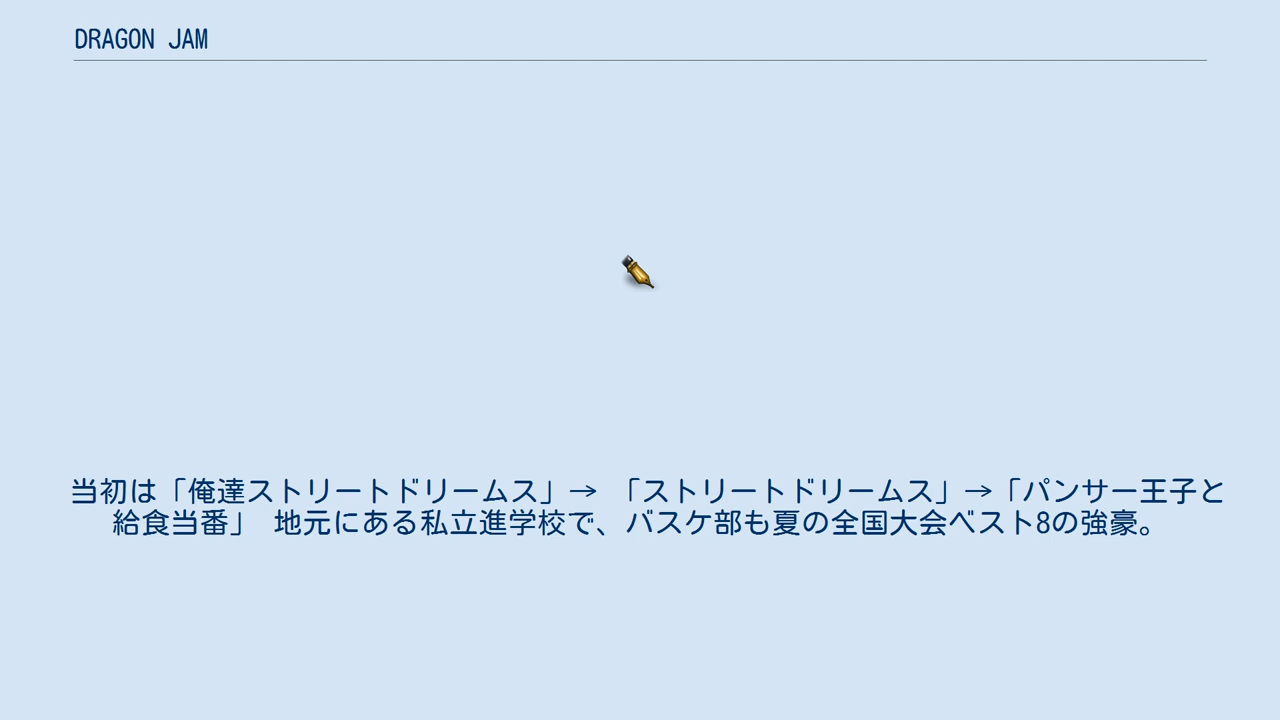 DRAGON JAM
当初は「俺達ストリートドリームス」→ 「ストリートドリームス」→「パンサー王子と
給食当番」 地元にある私立進学校で、バスケ部も夏の全国大会ベスト8の強豪。